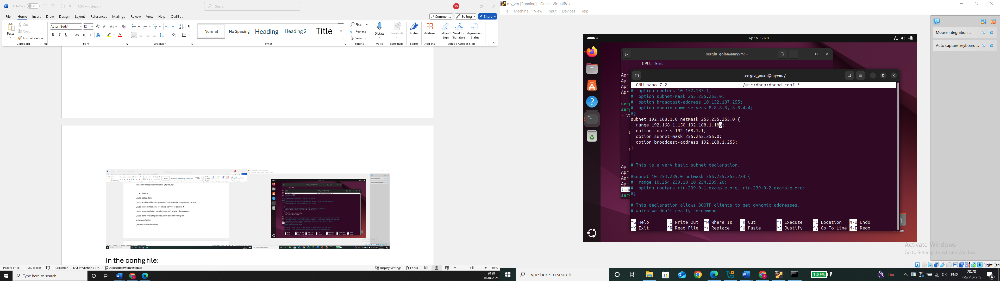 AutoSave Off NSA_vm_steps Search SG
File Home Insert Draw Design Layout References Mailings Review View Help QuillBot Comments Editing Share
Paste Cut Copy Format Painter Clipboard
Aptos (Body) 12 Font
Paragraph
Normal No Spacing Heading Heading 2 Title Styles
Find Replace Select Editing
Dictate Voice
Sensitivity Sensitivity
Editor Editor
Add-ins Add-ins
Fill and Sign Send for Signature Agreement Status Adobe Acrobat Sign
Test from windows command: „ftp vm_ip"
DHCP
„sudo apt update'
„sudo apt install isc-dhcp-server" to install the dhcp server on vm
„sudo systemctl enable isc-dhcp-server" to enable it
„sudo systemctl start isc-dhcp-server" to start the service
„sudo nano /etc/dhcp/dhcpd.conf" to open config file
In the config file:
„default-lease-time 600;
In the config file:
Page 9 of 16 1960 words Romanian Text Predictions: On Accessibility: Investigate Display Settings Focus 180 %
Type here to search 20:28
06.04.2025
my_vm [Running] - Oracle VirtualBox
File Machine View Input Devices Help
Mouse integration ...
Auto capture keyboard ...
Apr 6 17:28
sergiu_goian@myvm: ~
CPU: 5ms
Apr
Apr
Apr
Apr
serg
serg
× vs
Apr
Apr
Apr
Apr
line
serg
sergiu_goian@myvm: /
GNU nano 7.2 /etc/dhcp/dhcpd.conf *
#  option routers 10.152.187.1;
#  option subnet-mask 255.255.255.0;
#  option broadcast-address 10.152.187.255;
#  option domain-name-servers 8.8.8.8, 8.8.4.4;
#}
subnet 192.168.1.0 netmask 255.255.255.0 {
range 192.168.1.150 192.168.1.180;
option routers 192.168.1.1;
option subnet-mask 255.255.255.0;
option broadcast-address 192.168.1.255;
}
# This is a very basic subnet declaration.
#subnet 10.254.239.0 netmask 255.255.255.224 {
#  range 10.254.239.10 10.254.239.20;
#  option routers rtr-239-0-1.example.org, rtr-239-0-2.example.org;
#}
# This declaration allows BOOTP clients to get dynamic addresses,
# which we don't really recommend.
^G Help ^O Write Out ^W Where Is ^K Cut ^T Execute ^C Location M-U Undo
^X Exit ^R Read File ^\ Replace ^U Paste ^J Justify ^/ Go To Line M-E Redo
Activate Windows
Go to Settings to activate Windows.
Right Ctrl
Type here to search 100% Live ENG 20:28
06.04.2025 4